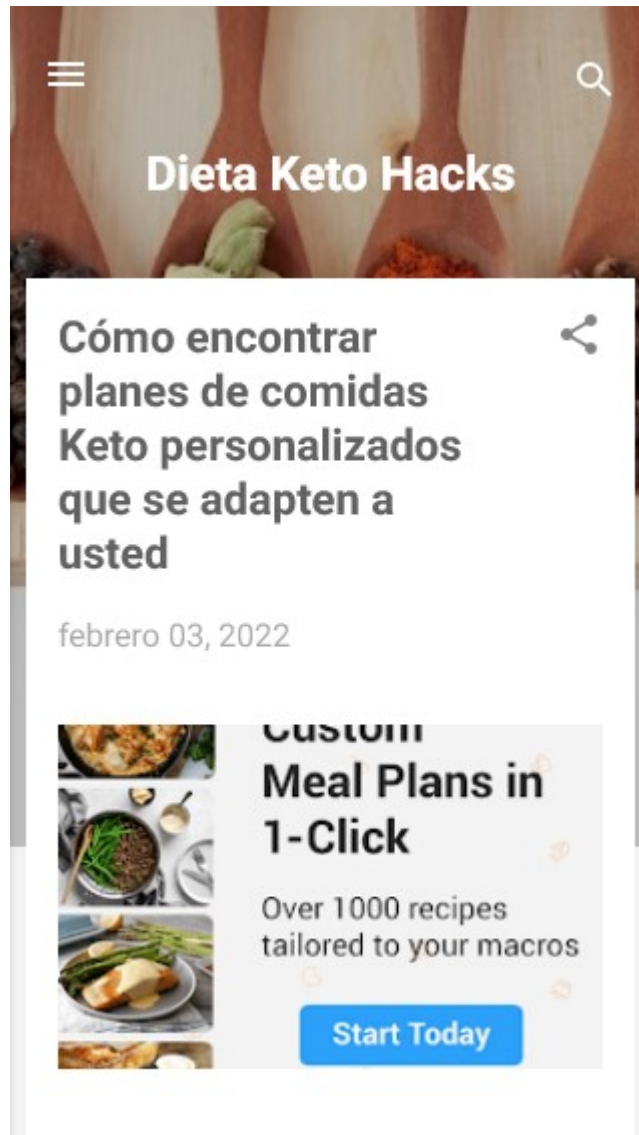 Dieta Keto Hacks
Cómo encontrar
planes de comidas
Keto personalizados
que se adapten a
usted
febrero 03, 2022
Custom
Meal Plans in
1-Click
Over 1000 recipes
tailored to your macros
Start Today